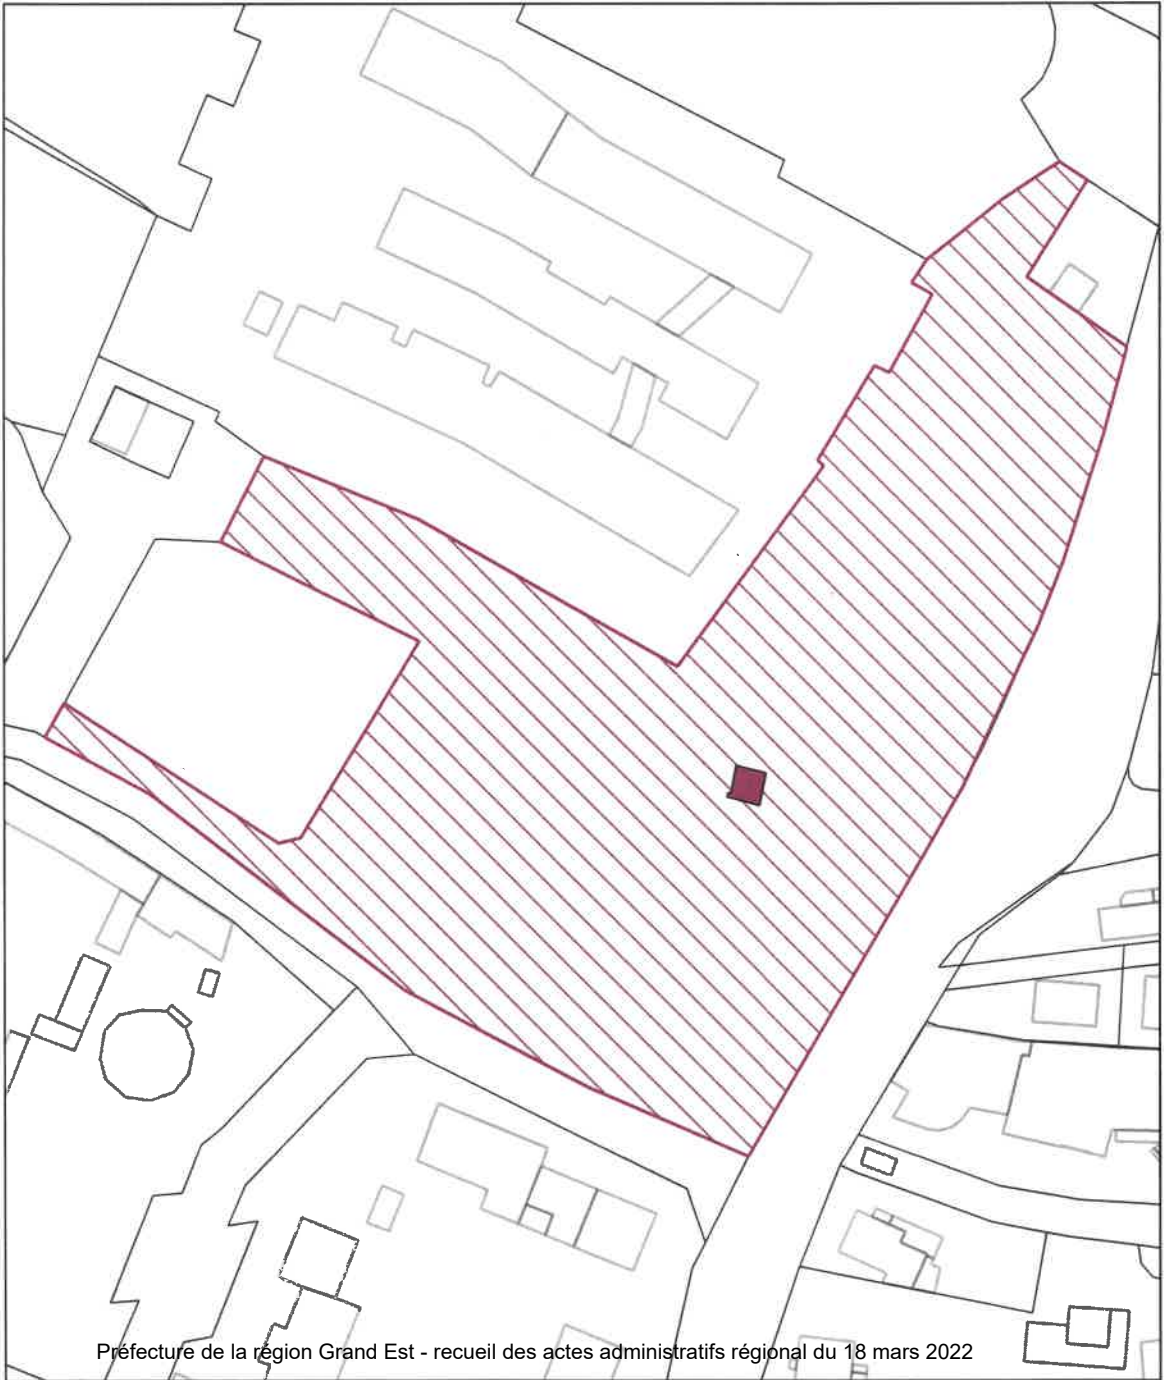 Préfecture de la région Grand Est - recueil des actes administratifs régional du 18 mars 2022